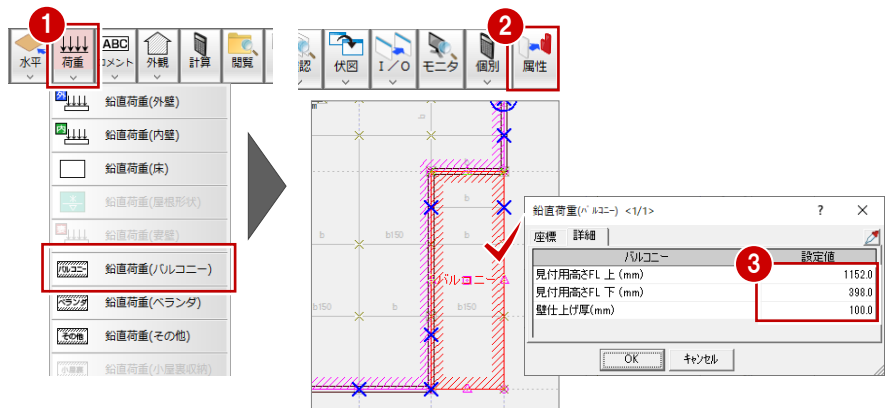 1
水平
荷重
ABC
コメント
外観
計算
閲覧
外
鉛直荷重(外壁)
内
鉛直荷重(内壁)
鉛直荷重(床)
鉛直荷重(屋根形状)
鉛直荷重(妻壁)
バルコニー
鉛直荷重(バルコニー)
ベランダ
鉛直荷重(ベランダ)
その他
鉛直荷重(その他)
小屋裏
鉛直荷重(小屋裏収納)
2
認
伏図
I/O
モニタ
個別
属性
m
b
b
b
b150
b
バルコニー
b150
b
b150
鉛直荷重(バルコニー) <1/1>
?
座標
詳細
バルコニー
設定値
3
見付用高さFL 上 (mm)
1152.0
見付用高さFL 下 (mm)
398.0
壁仕上げ厚(mm)
100.0
OK
キャンセル